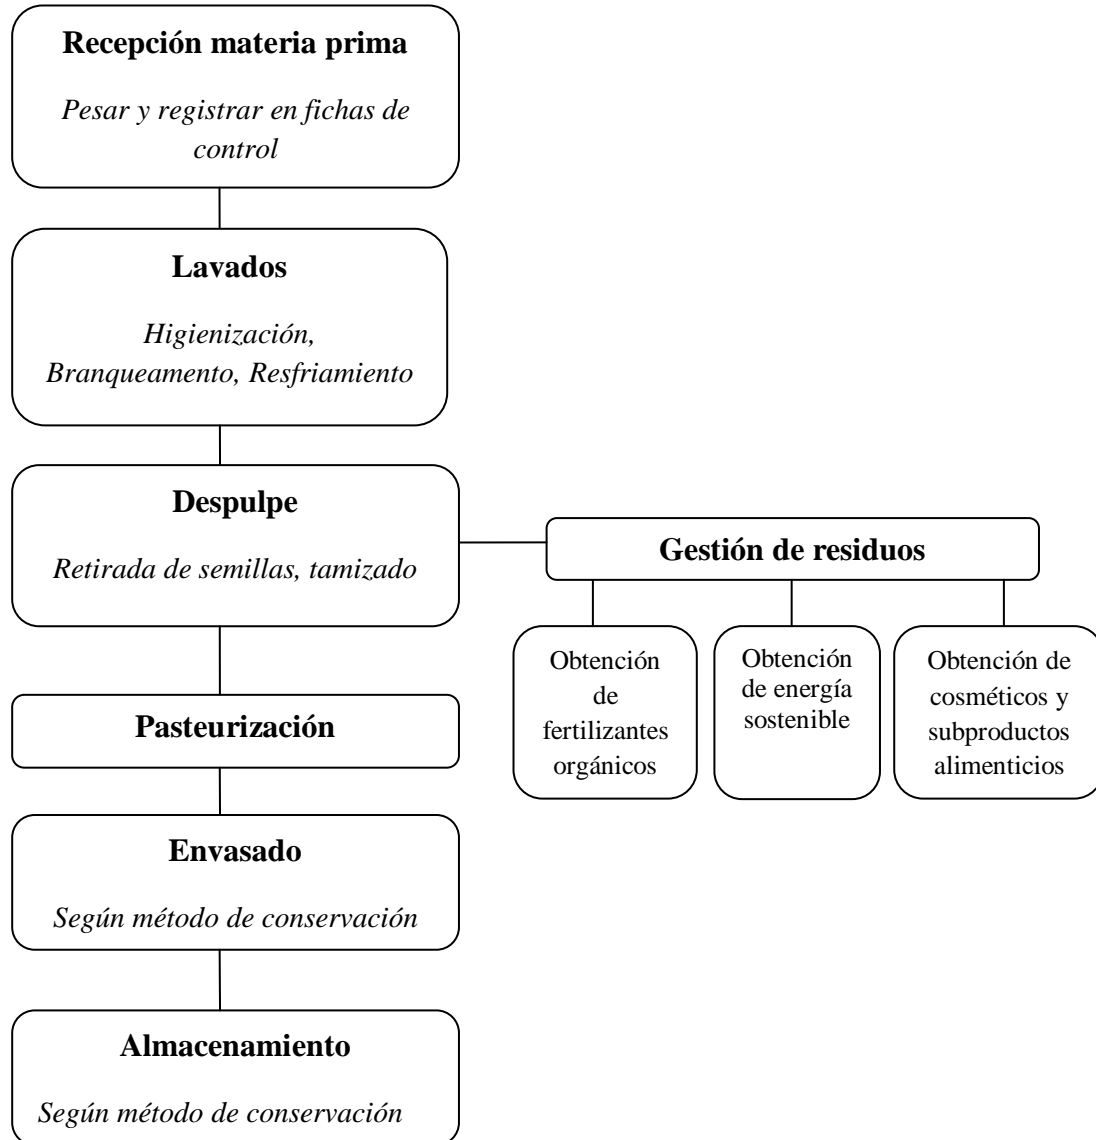 Recepción materia prima
Pesar y registrar en fichas de
control
Lavados
Higienización,
Branqueamento, Resfriamiento
Despulpe
Retirada de semillas, tamizado
Gestión de residuos
Obtención
de
fertilizantes
orgánicos
Obtención
de energía
sostenible
Obtención de
cosméticos y
subproductos
alimenticios
Pasteurización
Envasado
Según método de conservación
Almacenamiento
Según método de conservación